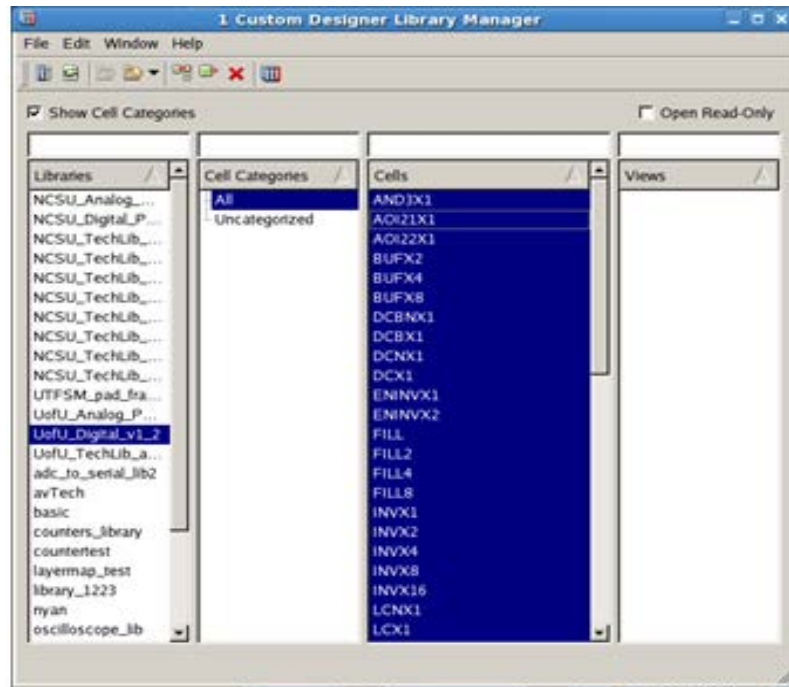 1 Custom Designer Library Manager
File Edit Window Help
Show Cell Categories
Open Read-Only
Libraries
NCSU_Analog_...
NCSU_Digital_P...
NCSU_TechLib_...
NCSU_TechLib_...
NCSU_TechLib_...
NCSU_TechLib_...
NCSU_TechLib_...
NCSU_TechLib_...
NCSU_TechLib_...
NCSU_TechLib_...
UTFSM_pad_fra...
UofU_Analog_P...
UofU_Digital_v1_2
UofU_TechLib_a...
adc_to_serial_lib2
avTech
basic
counters_library
countertest
layermap_test
library_1223
nyan
oscilloscope_lib
Cell Categories
All
Uncategorized
Cells
AND3X1
AOI21X1
AOI22X1
BUFX2
BUFX4
BUFX8
DCBNX1
DCBX1
DCNX1
DCX1
ENINVX1
ENINVX2
FILL
FILL2
FILL4
FILL8
INVX1
INVX2
INVX4
INVX8
INVX16
LCNX1
LCX1
Views